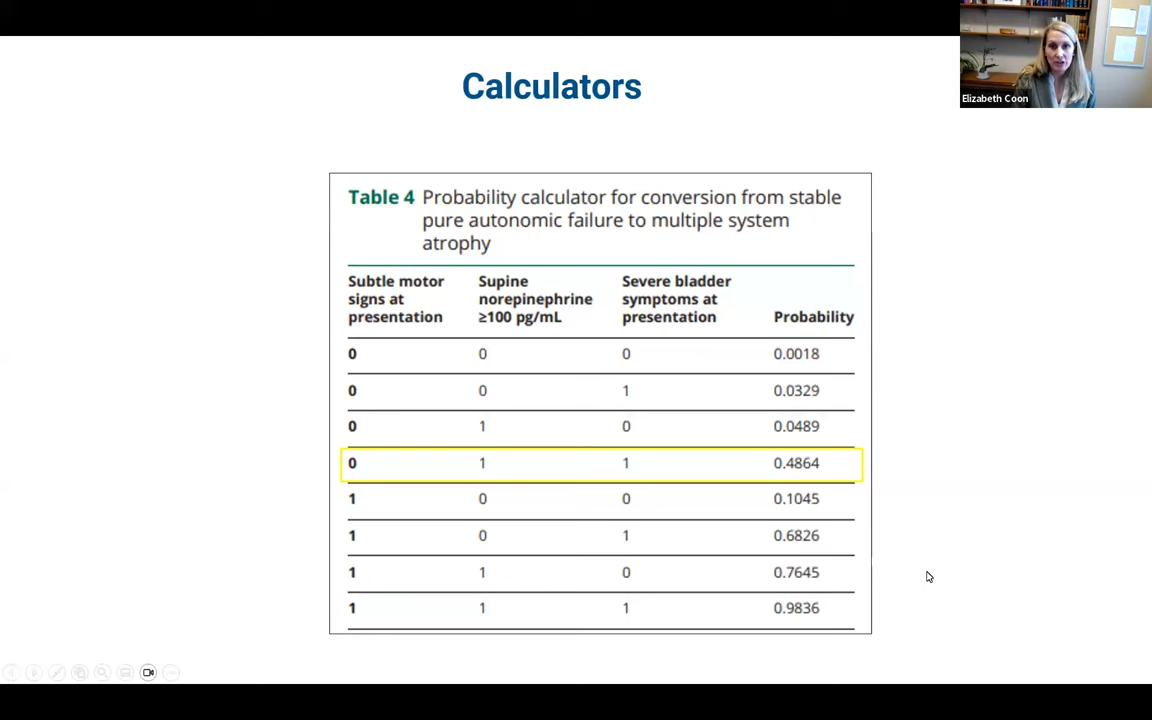 Calculators
Elizabeth Coon
Table 4 Probability calculator for conversion from stable
pure autonomic failure to multiple system
atrophy
Subtle motor signs at presentation
Supine norepinephrine ≥100 pg/mL
Severe bladder symptoms at presentation
Probability
0 0 0 0.0018
0 0 1 0.0329
0 1 0 0.0489
0 1 1 0.4864
1 0 0 0.1045
1 0 1 0.6826
1 1 0 0.7645
1 1 1 0.9836